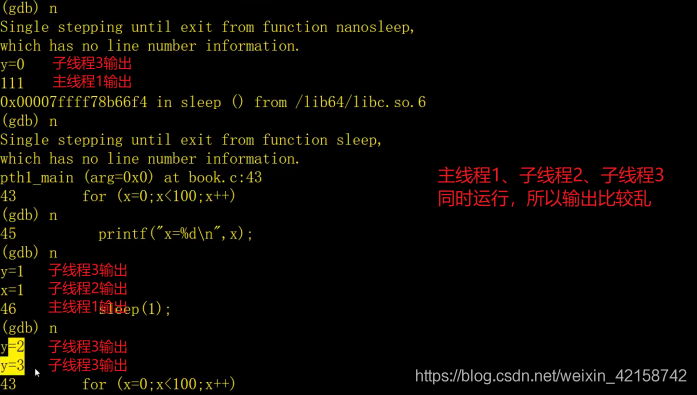 (gdb) n
Single stepping until exit from function nanosleep,
which has no line number information.
y=0 子线程3输出
111 主线程1输出
0x00007ffff78b66f4 in sleep () from /lib64/libc.so.6
(gdb) n
Single stepping until exit from function sleep,
which has no line number information.
pth1_main (arg=0x0) at book.c:43
43 for (x=0;x<100;x++)
(gdb) n
45 printf("x=%d\n",x);
(gdb) n
y=1 子线程3输出
x=1 子线程2输出
46 主线程1输出 sleep(1);
(gdb) n
y=2 子线程3输出
y=3 子线程3输出
43 for (x=0;x<100;x++)
主线程1、子线程2、子线程3
同时运行，所以输出比较乱
https://blog.csdn.net/weixin_42158742